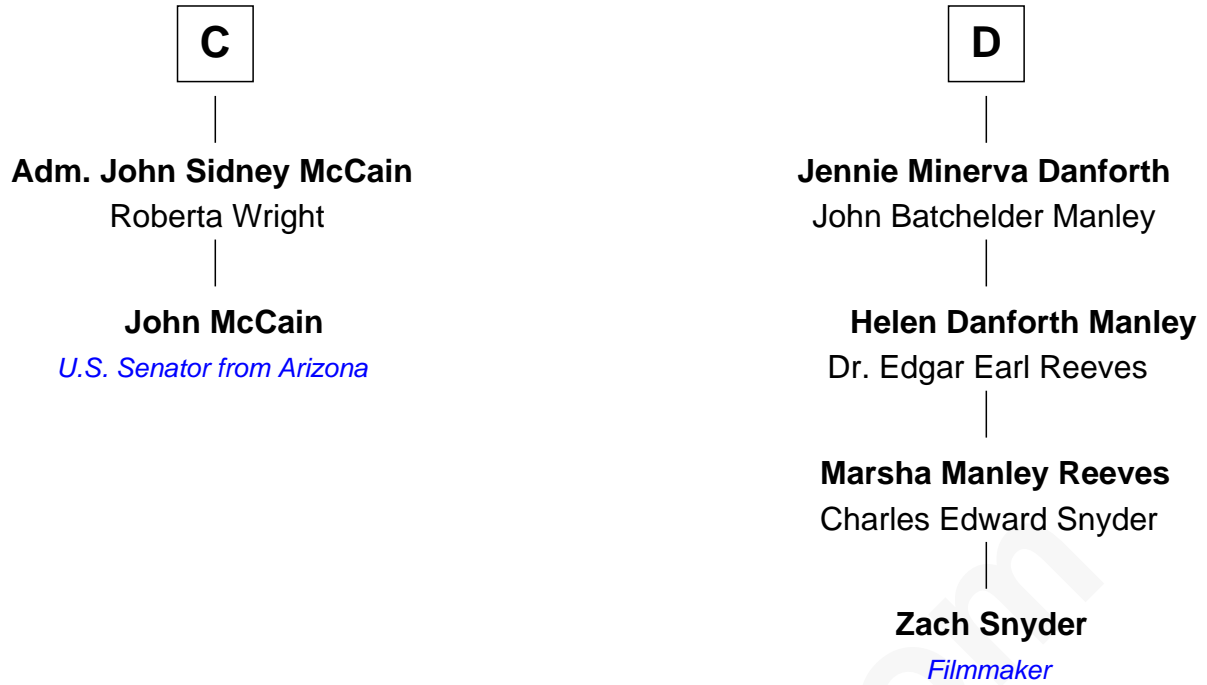 C
Adm. John Sidney McCain
Roberta Wright
John McCain
U.S. Senator from Arizona
D
Jennie Minerva Danforth
John Batchelder Manley
Helen Danforth Manley
Dr. Edgar Earl Reeves
Marsha Manley Reeves
Charles Edward Snyder
Zach Snyder
Filmmaker